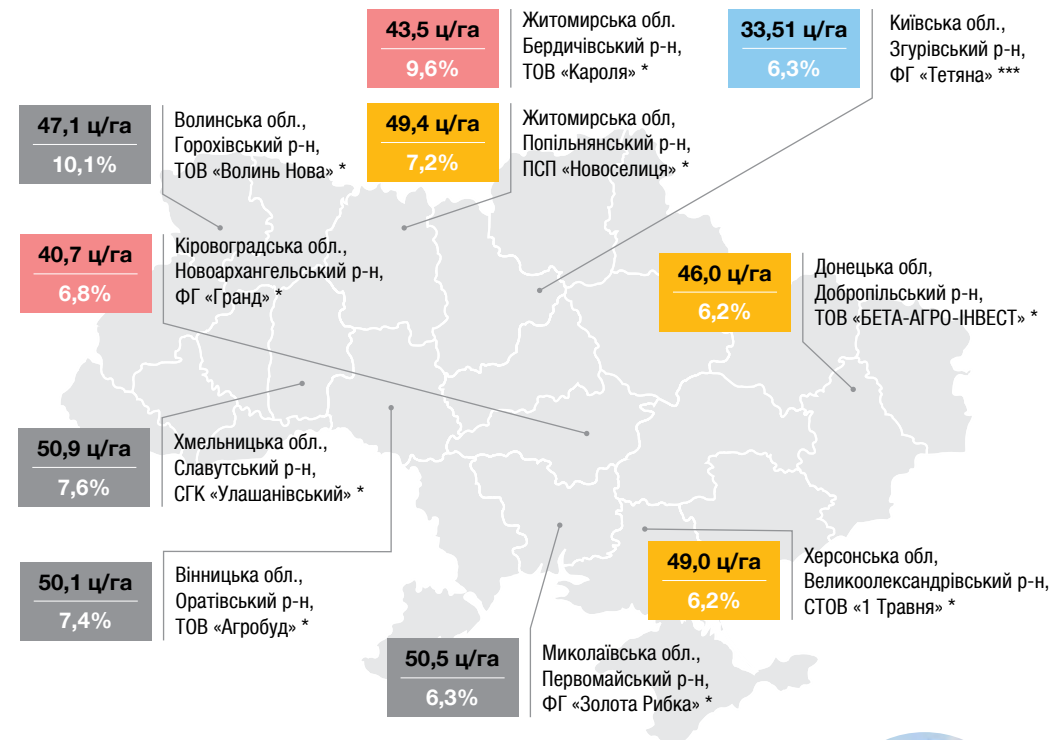 43,5 ц/га
9,6%
Житомирська обл.
Бердичівський р-н,
ТОВ «Кароля» *
33,51 ц/га
6,3%
Київська обл.,
Згурівський р-н,
ФГ «Тетяна» ***
47,1 ц/га
10,1%
Волинська обл.,
Горохівський р-н,
ТОВ «Волинь Нова» *
49,4 ц/га
7,2%
Житомирська обл,
Попільнянський р-н,
ПСП «Новоселиця» *
40,7 ц/га
6,8%
Кіровоградська обл.,
Новоархангельський р-н,
ФГ «Гранд» *
46,0 ц/га
6,2%
Донецька обл,
Добропільський р-н,
ТОВ «БЕТА-АГРО-ІНВЕСТ» *
50,9 ц/га
7,6%
Хмельницька обл.,
Славутський р-н,
СГК «Улашанівський» *
50,1 ц/га
7,4%
Вінницька обл.,
Оратівський р-н,
ТОВ «Агробуд» *
49,0 ц/га
6,2%
Херсонська обл,
Великоолександрівський р-н,
СТОВ «1 Травня» *
50,5 ц/га
6,3%
Миколаївська обл.,
Первомайський р-н,
ФГ «Золота Рибка» *